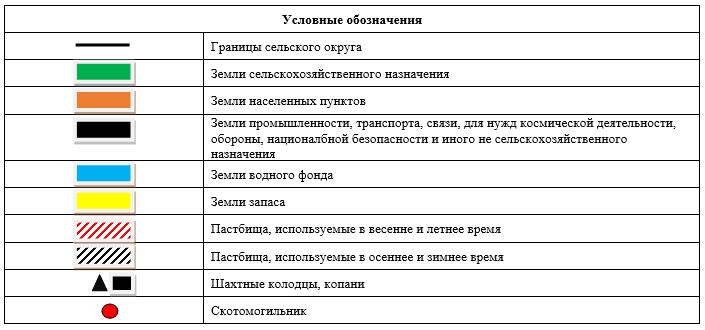 Условные обозначения
Границы сельского округа
Земли сельскохозяйственного назначения
Земли населенных пунктов
Земли промышленности, транспорта, связи, для нужд космической деятельности,
обороны, националбной безопасности и иного не сельскохозяйственного
назначения
Земли водного фонда
Земли запаса
Пастбища, используемые в весенне и летнее время
Пастбища, используемые в осеннее и зимнее время
Шахтные колодцы, копани
Скотомогильник